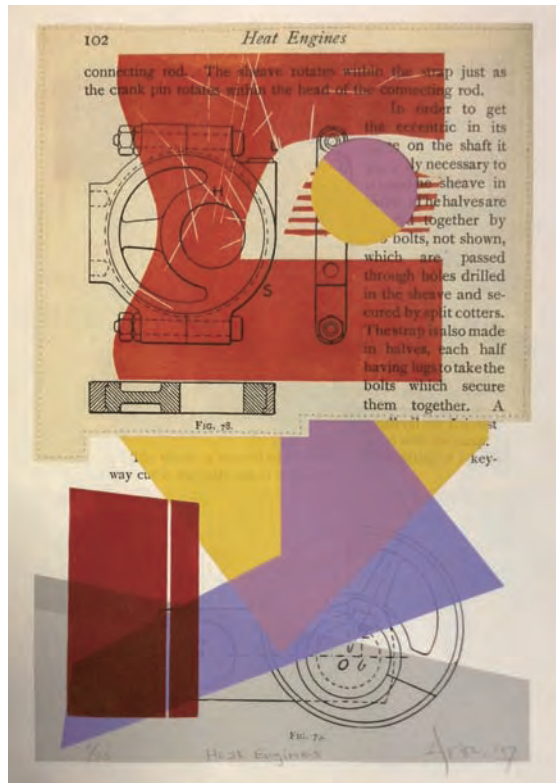 102 Heat Engines
connecting rod. The sheave rotates within the strap just as
the crank pin rotates within the head of the connecting rod.
In order to get
the eccentric in its
on the shaft it
necessary to
sheave in
The halves are
together by
bolts, not shown,
which are passed
through holes drilled
in the sheave and se-
cured by split cotters.
The strap is also made
in halves, each half
having lugs to take the
bolts which secure
them together. A
H
S
FIG. 78.
key-
way cut
O
Heat Engines